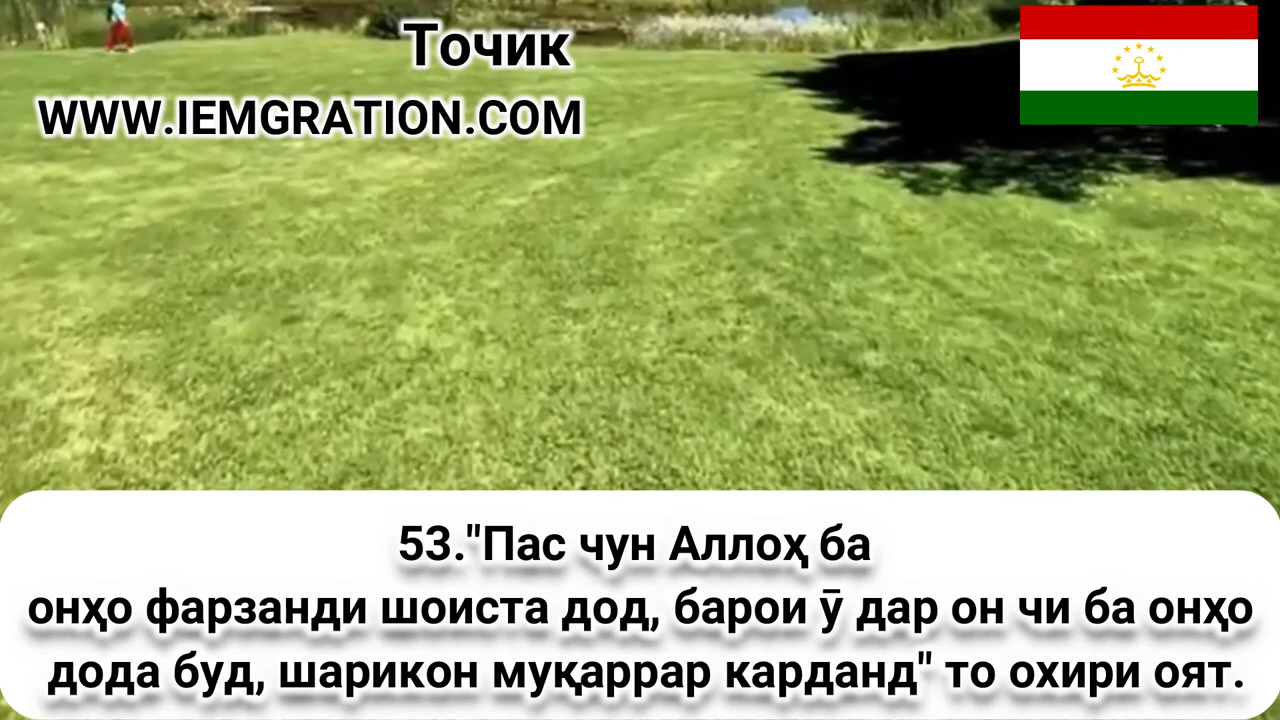 Точик
WWW.IEMGRATION.COM
53."Пас чун Аллоҳ ба
онҳо фарзанди шоиста дод, барои ӯ дар он чи ба онҳо
дода буд, шарикон муқаррар карданд" то охири оят.